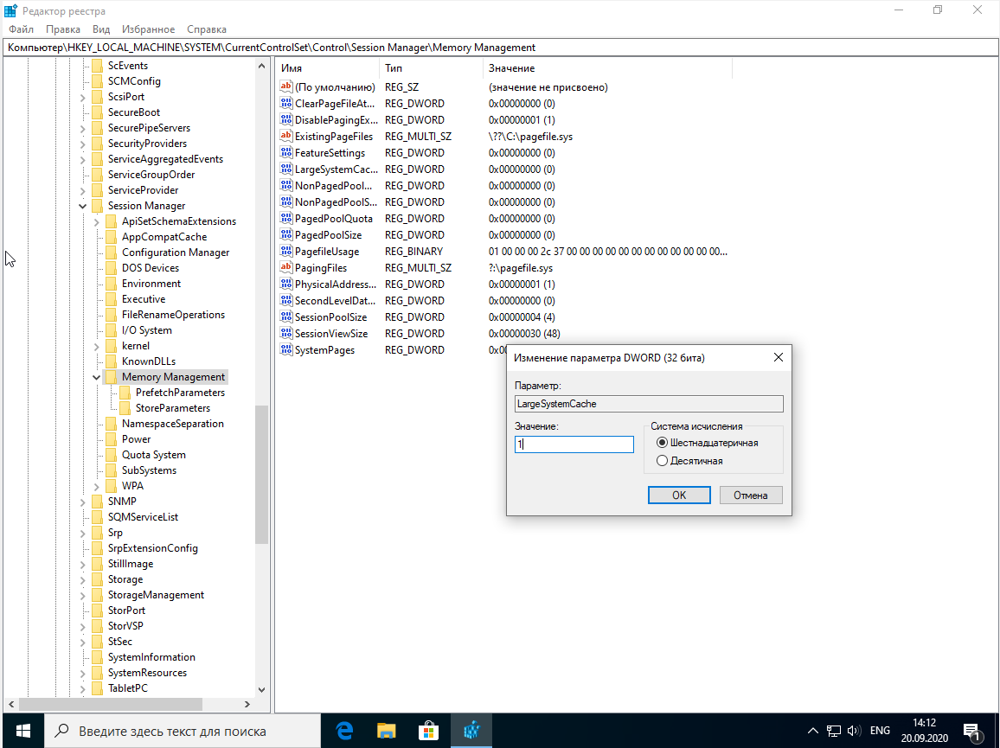 Редактор реестра
Файл Правка Вид Избранное Справка
Компьютер\HKEY_LOCAL_MACHINE\SYSTEM\CurrentControlSet\Control\Session Manager\Memory Management
ScEvents
SCMConfig
ScsiPort
SecureBoot
SecurePipeServers
SecurityProviders
ServiceAggregatedEvents
ServiceGroupOrder
ServiceProvider
Session Manager
ApiSetSchemaExtensions
AppCompatCache
Configuration Manager
DOS Devices
Environment
Executive
FileRenameOperations
I/O System
kernel
KnownDLLs
Memory Management
PrefetchParameters
StoreParameters
NamespaceSeparation
Power
Quota System
SubSystems
WPA
SNMP
SQMServiceList
Srp
SrpExtensionConfig
StillImage
Storage
StorageManagement
StorPort
StorVSP
StSec
SystemInformation
SystemResources
TabletPC
Имя Тип Значение
(По умолчанию) REG_SZ (значение не присвоено)
ClearPageFileAt... REG_DWORD 0x00000000 (0)
DisablePagingEx... REG_DWORD 0x00000001 (1)
ExistingPageFiles REG_MULTI_SZ \??\C:\pagefile.sys
FeatureSettings REG_DWORD 0x00000000 (0)
LargeSystemCac... REG_DWORD 0x00000000 (0)
NonPagedPool... REG_DWORD 0x00000000 (0)
NonPagedPoolS... REG_DWORD 0x00000000 (0)
PagedPoolQuota REG_DWORD 0x00000000 (0)
PagedPoolSize REG_DWORD 0x00000000 (0)
PagefileUsage REG_BINARY 01 00 00 00 2c 37 00 00 00 00 00 00 00 00 00 00 00 00...
PagingFiles REG_MULTI_SZ ?:\pagefile.sys
PhysicalAddress... REG_DWORD 0x00000001 (1)
SecondLevelDat... REG_DWORD 0x00000000 (0)
SessionPoolSize REG_DWORD 0x00000004 (4)
SessionViewSize REG_DWORD 0x00000030 (48)
SystemPages REG_DWORD 0x0
Изменение параметра DWORD (32 бита)
Параметр:
LargeSystemCache
Значение:
1
Система исчисления
Шестнадцатеричная
Десятичная
OK Отмена
Введите здесь текст для поиска
ENG
14:12
20.09.2020
1